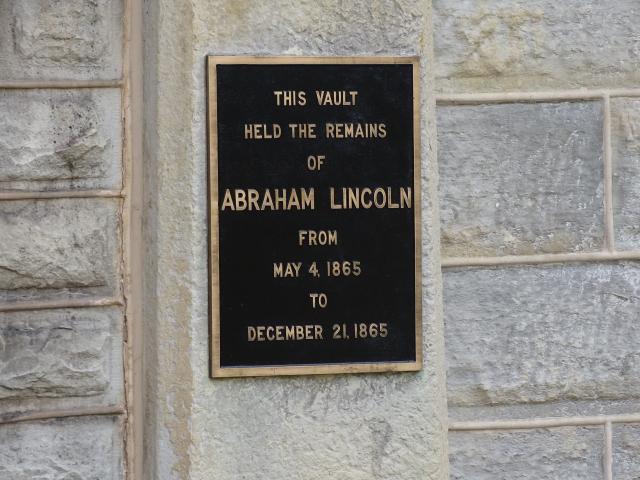 THIS VAULT
HELD THE REMAINS
OF
ABRAHAM LINCOLN
FROM
MAY 4, 1865
TO
DECEMBER 21, 1865